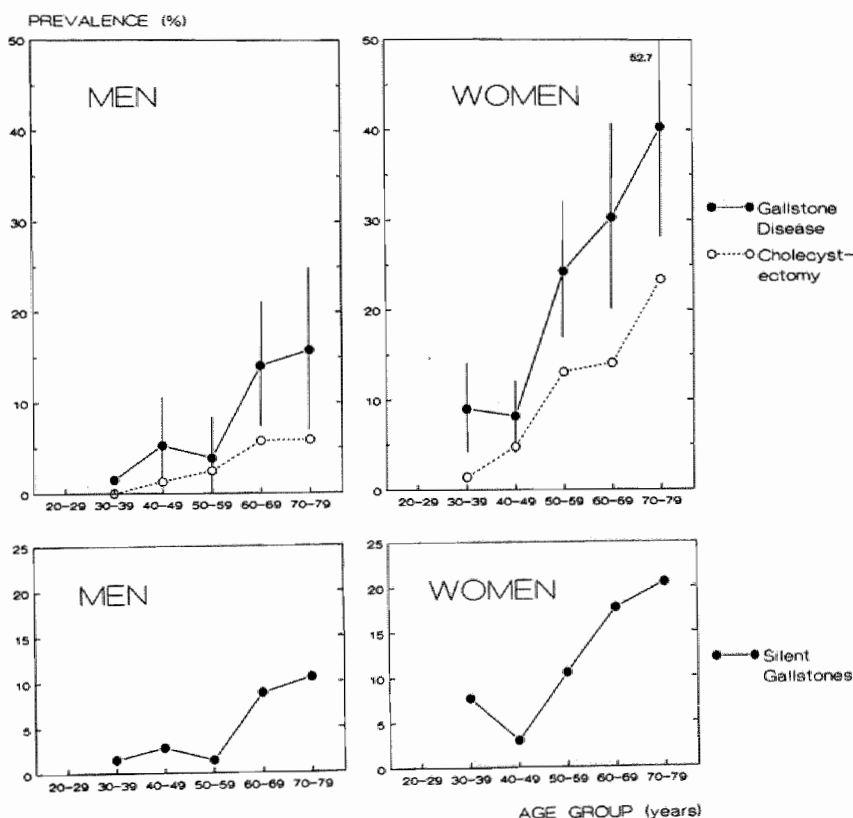 PREVALENCE (%)
50
40
30
20
10
0
MEN
20-29 30-39 40-49 50-59 60-69 70-79
50
40
30
20
10
0
WOMEN
52.7
20-29 30-39 40-49 50-59 60-69 70-79
Gallstone
Disease
Cholecyst-
ectomy
25
20
15
10
5
0
MEN
20-29 30-39 40-49 50-59 60-69 70-79
25
20
15
10
5
0
WOMEN
20-29 30-39 40-49 50-59 60-69 70-79
Silent
Gallstones
AGE GROUP (years)